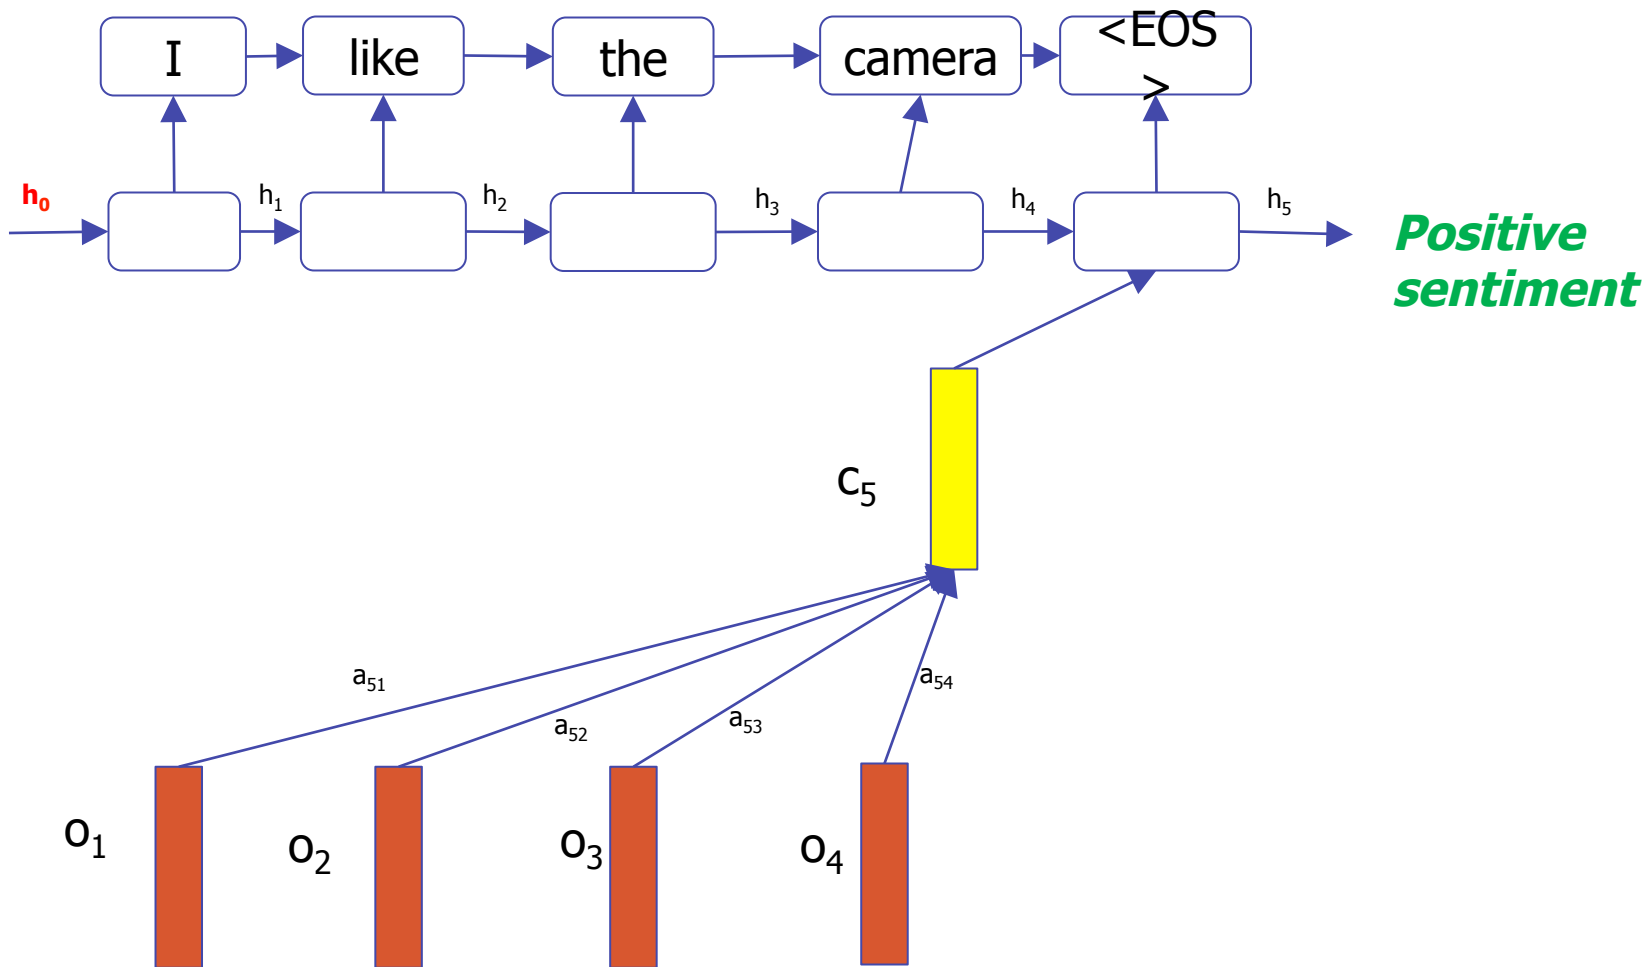 I like the camera <EOS
>
h₀ h₁ h₂ h₃ h₄ h₅
Positive
sentiment
c₅
a₅₁ a₅₂ a₅₃ a₅₄
o₁ o₂ o₃ o₄